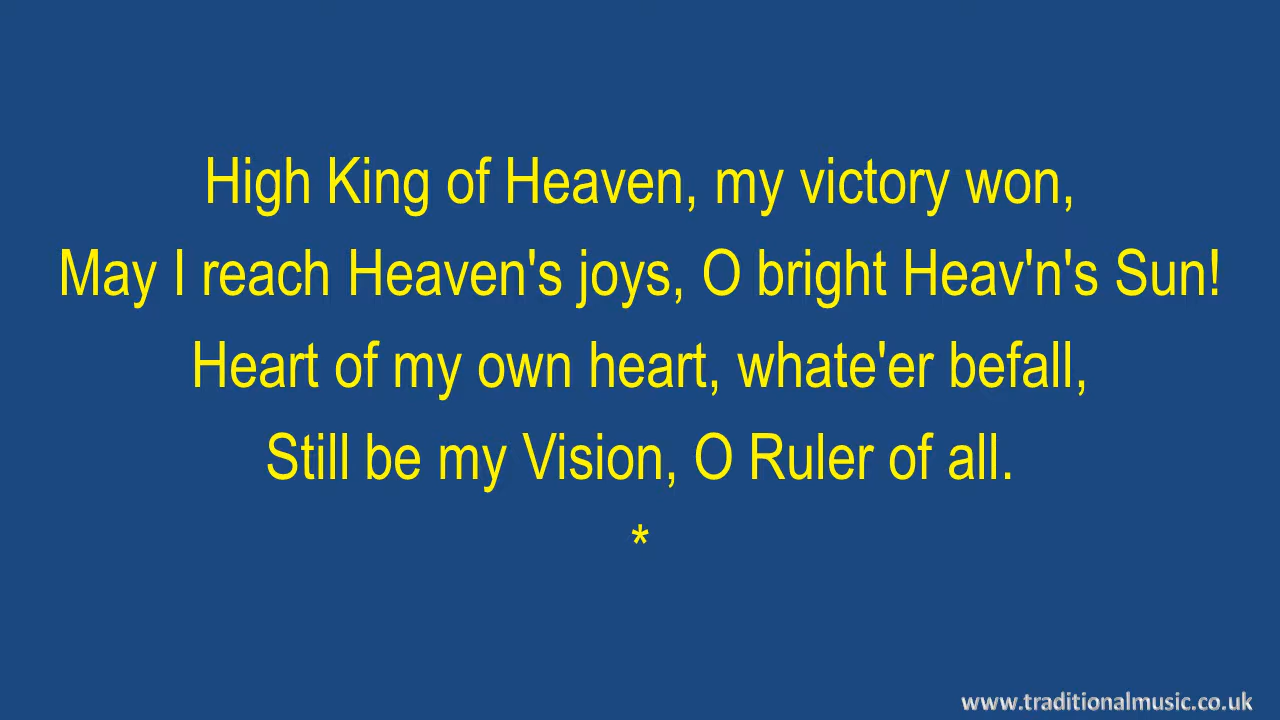 High King of Heaven, my victory won,
May I reach Heaven's joys, O bright Heav'n's Sun!
Heart of my own heart, whate'er befall,
Still be my Vision, O Ruler of all.
*
www.traditionalmusic.co.uk